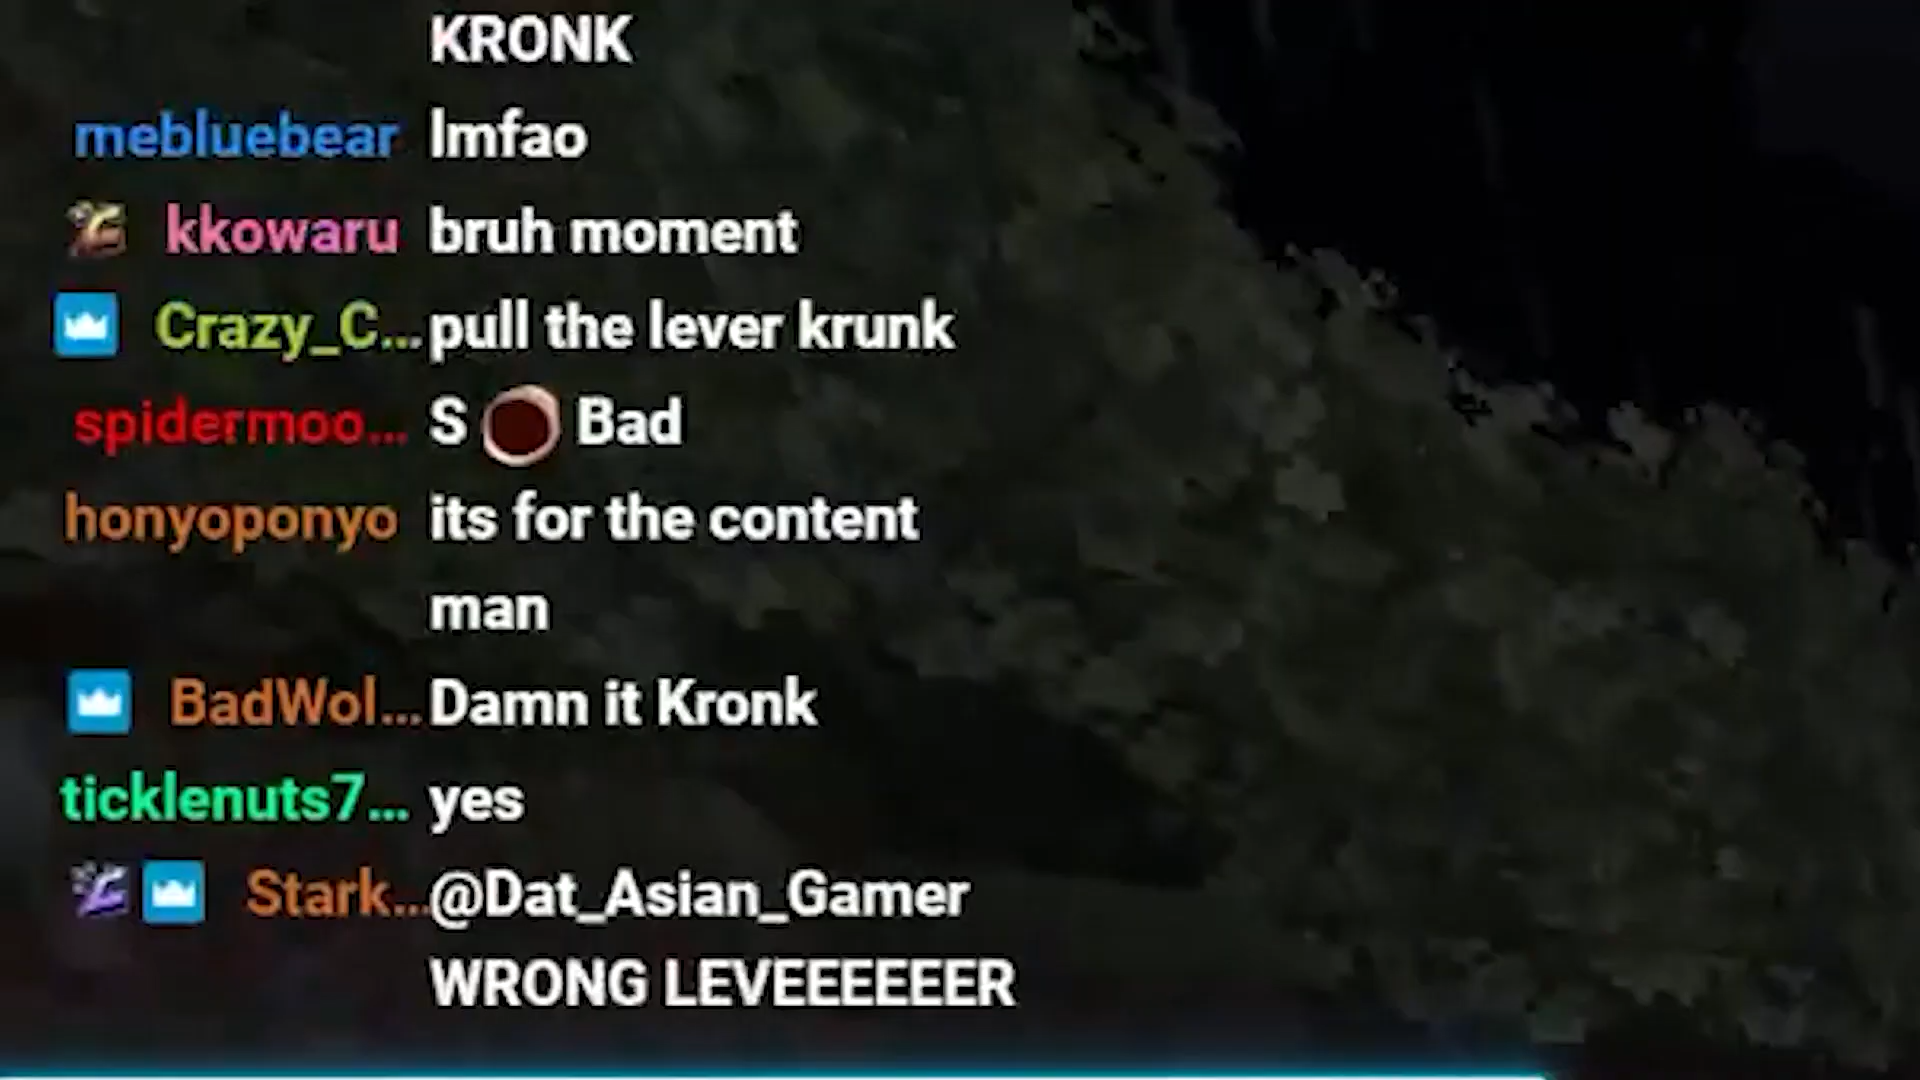 KRONK
mebluebear lmfao
kkowaru bruh moment
Crazy_C... pull the lever krunk
spidermoo... S Bad
honyoponyo its for the content
man
BadWol... Damn it Kronk
ticklenuts7... yes
Stark... @Dat_Asian_Gamer
WRONG LEVEEEEEEER